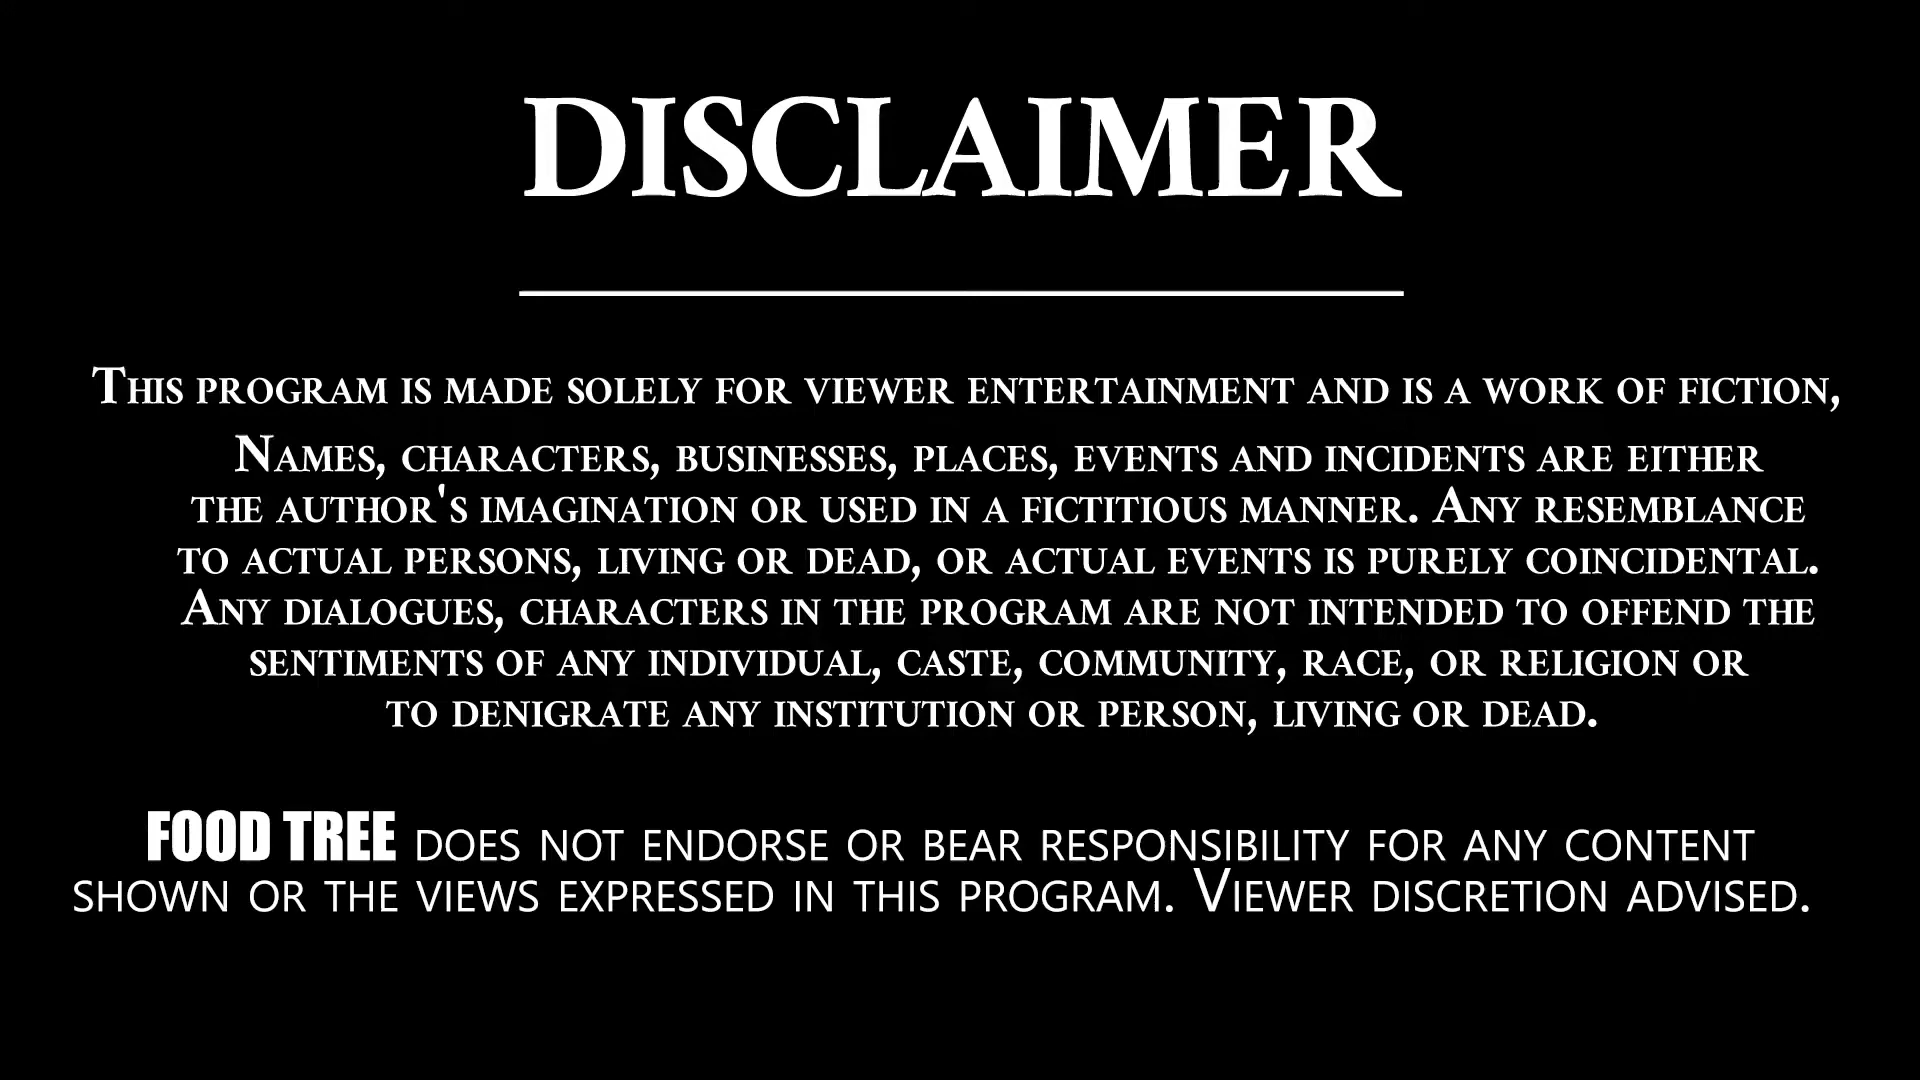 DISCLAIMER
This program is made solely for viewer entertainment and is a work of fiction,
Names, characters, businesses, places, events and incidents are either
the author's imagination or used in a fictitious manner. Any resemblance
to actual persons, living or dead, or actual events is purely coincidental.
Any dialogues, characters in the program are not intended to offend the
sentiments of any individual, caste, community, race, or religion or
to denigrate any institution or person, living or dead.
FOOD TREE does not endorse or bear responsibility for any content
shown or the views expressed in this program. Viewer discretion advised.